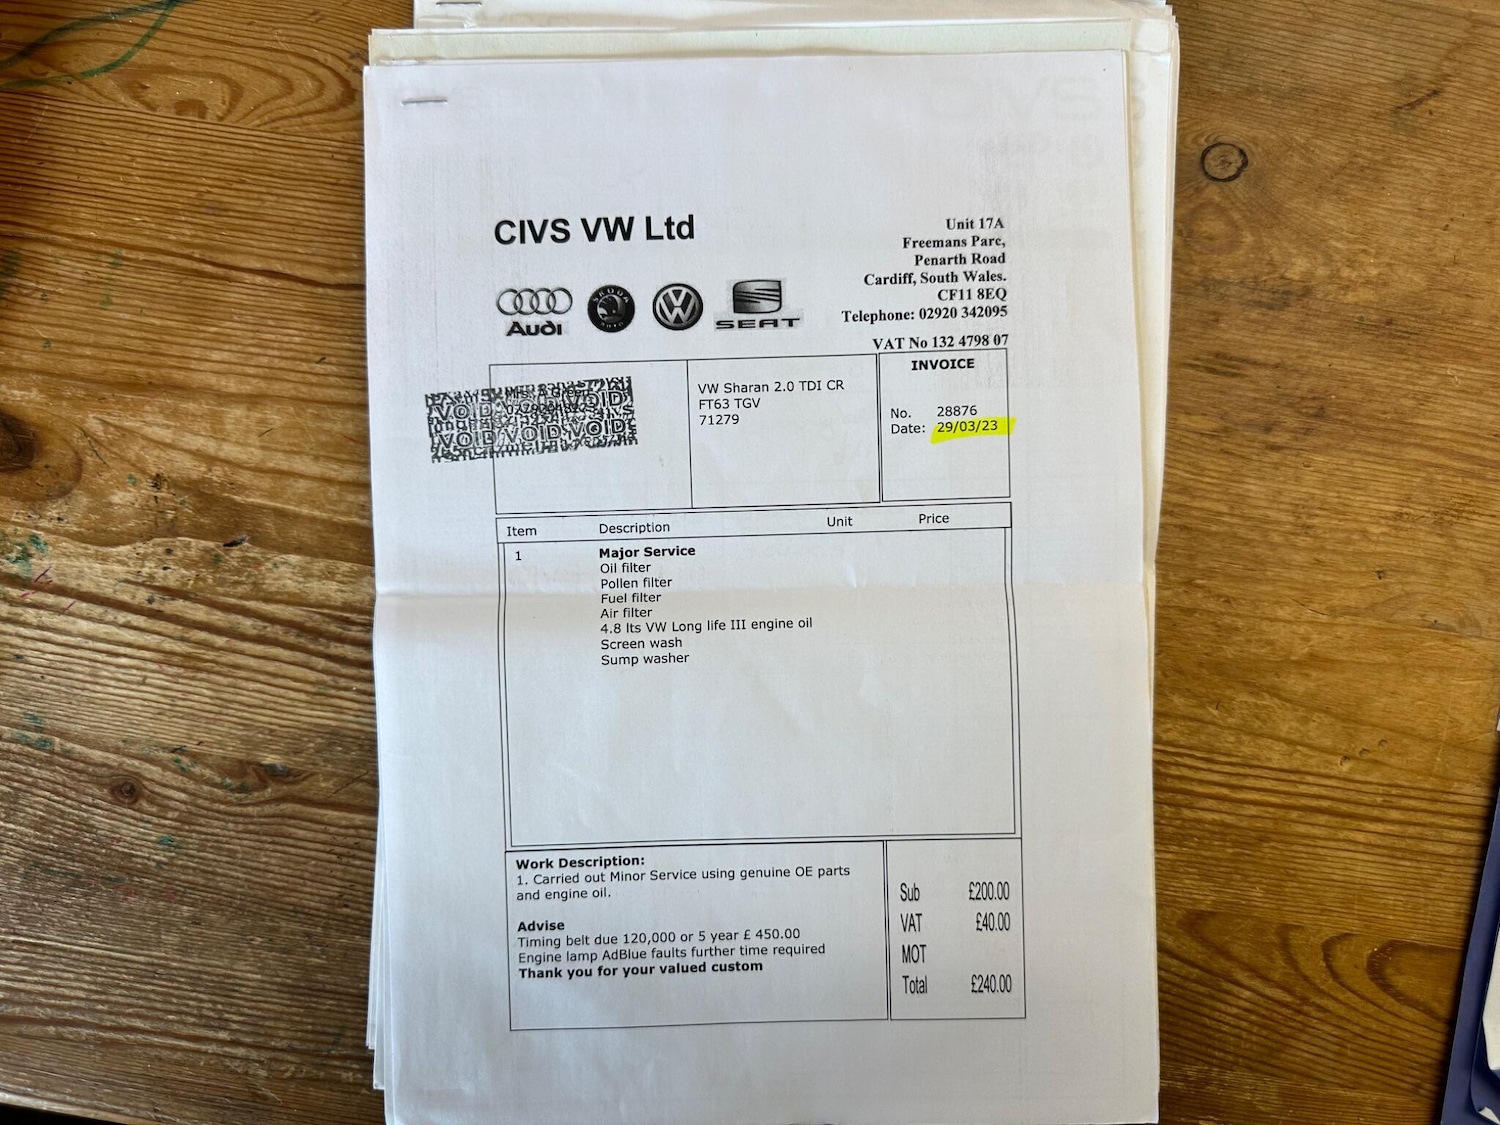 CIVS VW Ltd
Audi
SKODA
AUTO
SEAT
Unit 17A
Freemans Parc,
Penarth Road
Cardiff, South Wales.
CF11 8EQ
Telephone: 02920 342095
VAT No 132 4798 07
VOID VOID VOID
VOID VOID VOID
VW Sharan 2.0 TDI CR
FT63 TGV
71279
INVOICE
No. 28876
Date: 29/03/23
Item Description Unit Price
1 Major Service
Oil filter
Pollen filter
Fuel filter
Air filter
4.8 lts VW Long life III engine oil
Screen wash
Sump washer
Work Description:
1. Carried out Minor Service using genuine OE parts
and engine oil.
Advise
Timing belt due 120,000 or 5 year £ 450.00
Engine lamp AdBlue faults further time required
Thank you for your valued custom
Sub £200.00
VAT £40.00
MOT
Total £240.00